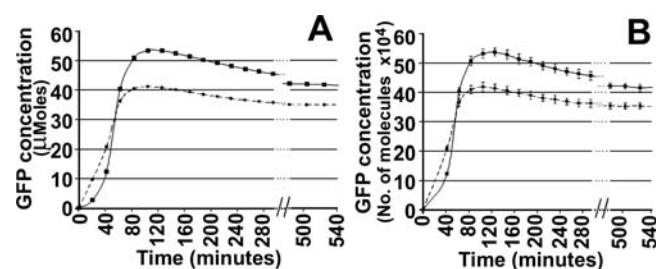 A
GFP concentration
(µMoles)
60
50
40
30
20
10
0
0 40 80 120 160 200 240 280 500 540
Time (minutes)
B
GFP concentration
(No. of molecules x10⁴)
60
50
40
30
20
10
0
0 40 80 120 160 200 240 280 500 540
Time (minutes)